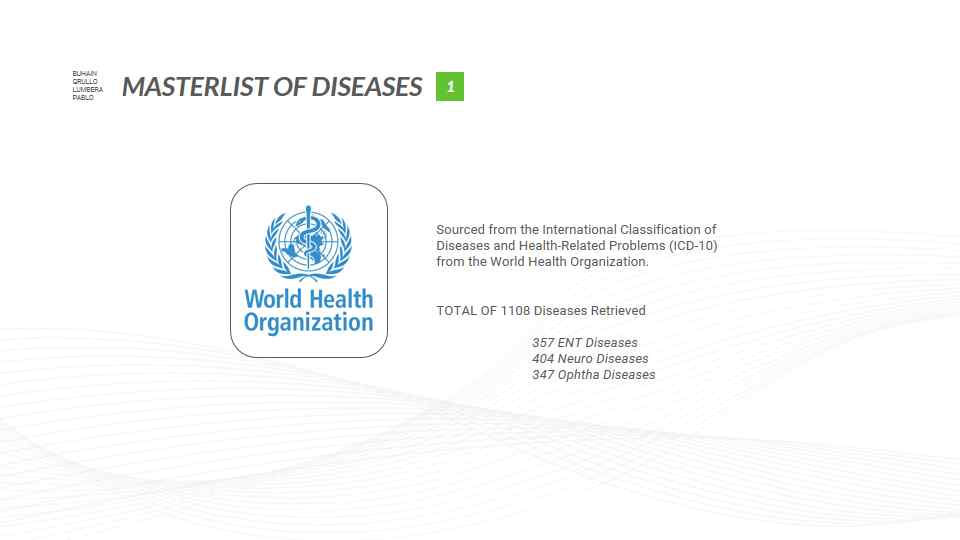 BUHAIN
QRULLO
LUMBERA
PABLO
MASTERLIST OF DISEASES 1
World Health
Organization
Sourced from the International Classification of
Diseases and Health-Related Problems (ICD-10)
from the World Health Organization.
TOTAL OF 1108 Diseases Retrieved
357 ENT Diseases
404 Neuro Diseases
347 Ophtha Diseases